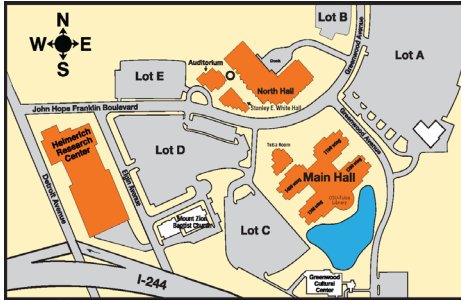 N
W E
S
Lot B
Lot A
Greenwood Avenue
Auditorium
Dock
Lot E
North Hall
Stanley E. White Hall
John Hope Franklin Boulevard
Helmerich
Research
Center
Lot D
Greenwood Avenue
Main Hall
OSU-Tulsa
Library
Elgin Avenue
Detroit Avenue
Mount Zion
Baptist Church
Lot C
I-244
Greenwood
Cultural
Center